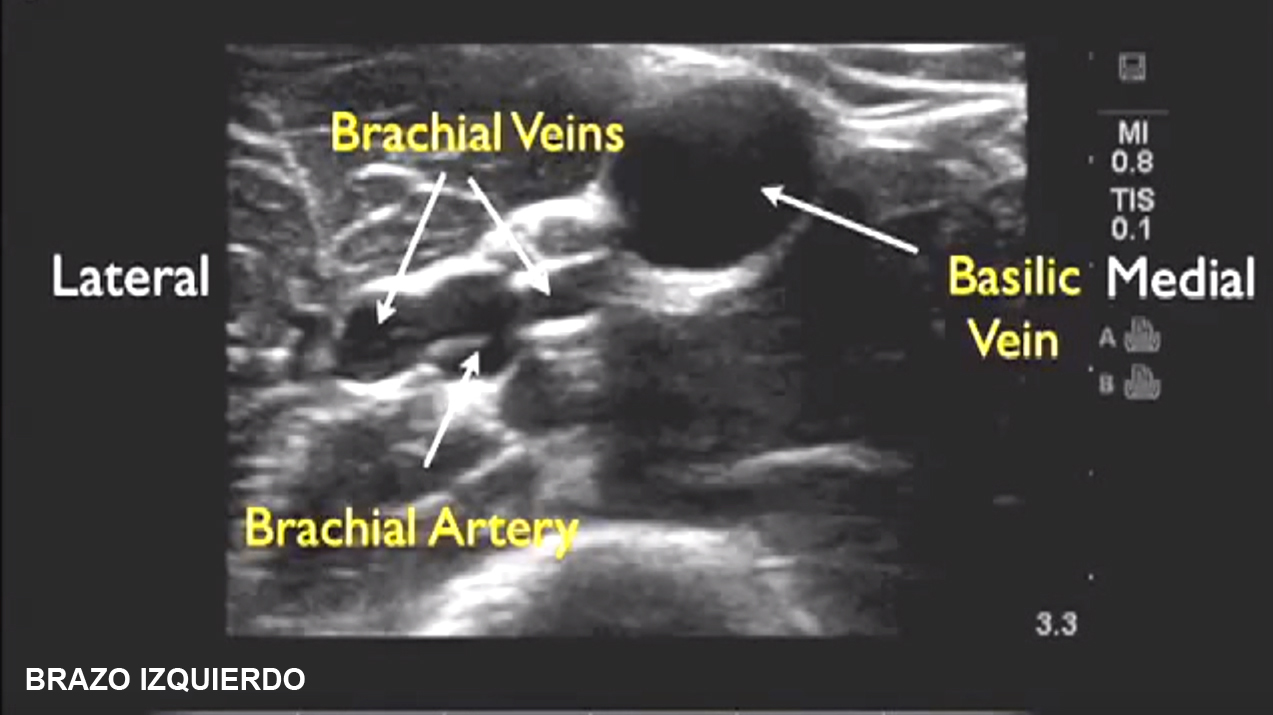 Brachial Veins
MI
0.8
TIS
0.1
Lateral
Basilic
Vein
Medial
A
B
Brachial Artery
3.3
BRAZO IZQUIERDO